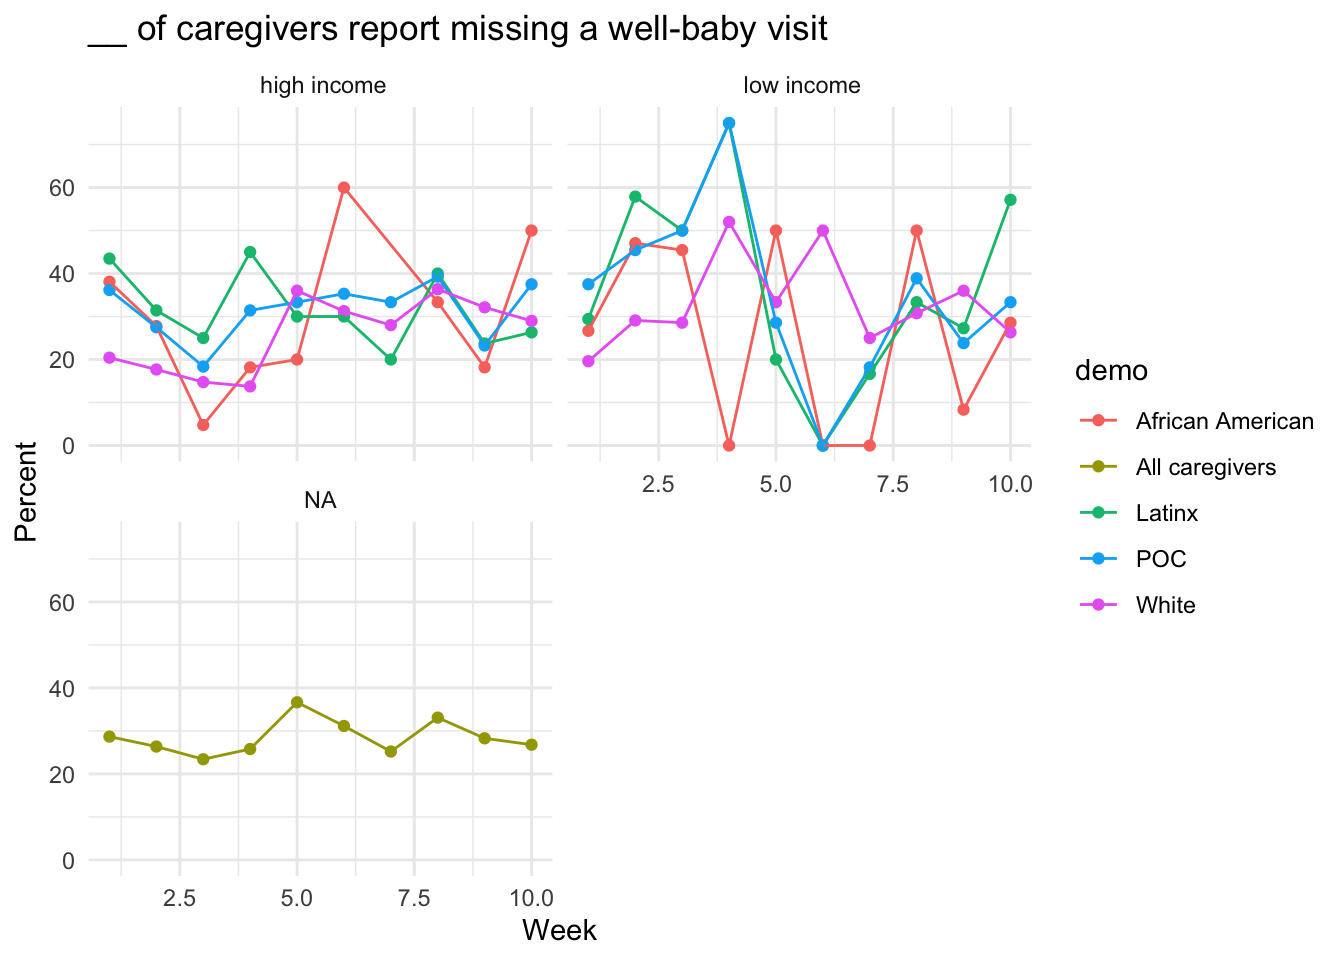 __ of caregivers report missing a well-baby visit
high income
low income
60
40
20
0
2.5 5.0 7.5 10.0
NA
60
40
20
0
2.5 5.0 7.5 10.0
Percent
Week
demo
African American
All caregivers
Latinx
POC
White